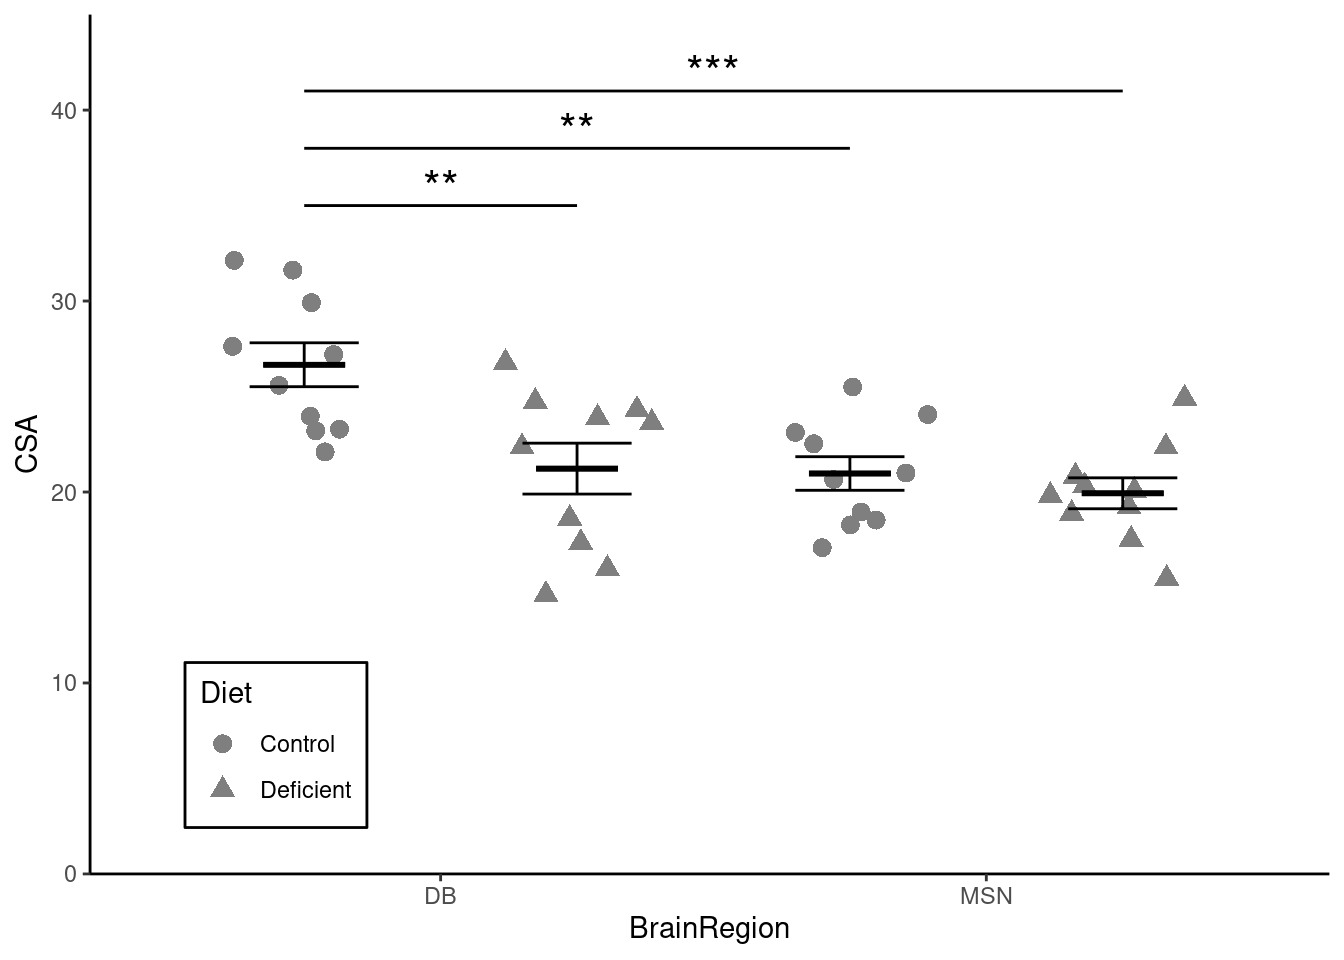 ***
**
**
40
30
20
10
0
CSA
Diet
Control
Deficient
DB
MSN
BrainRegion